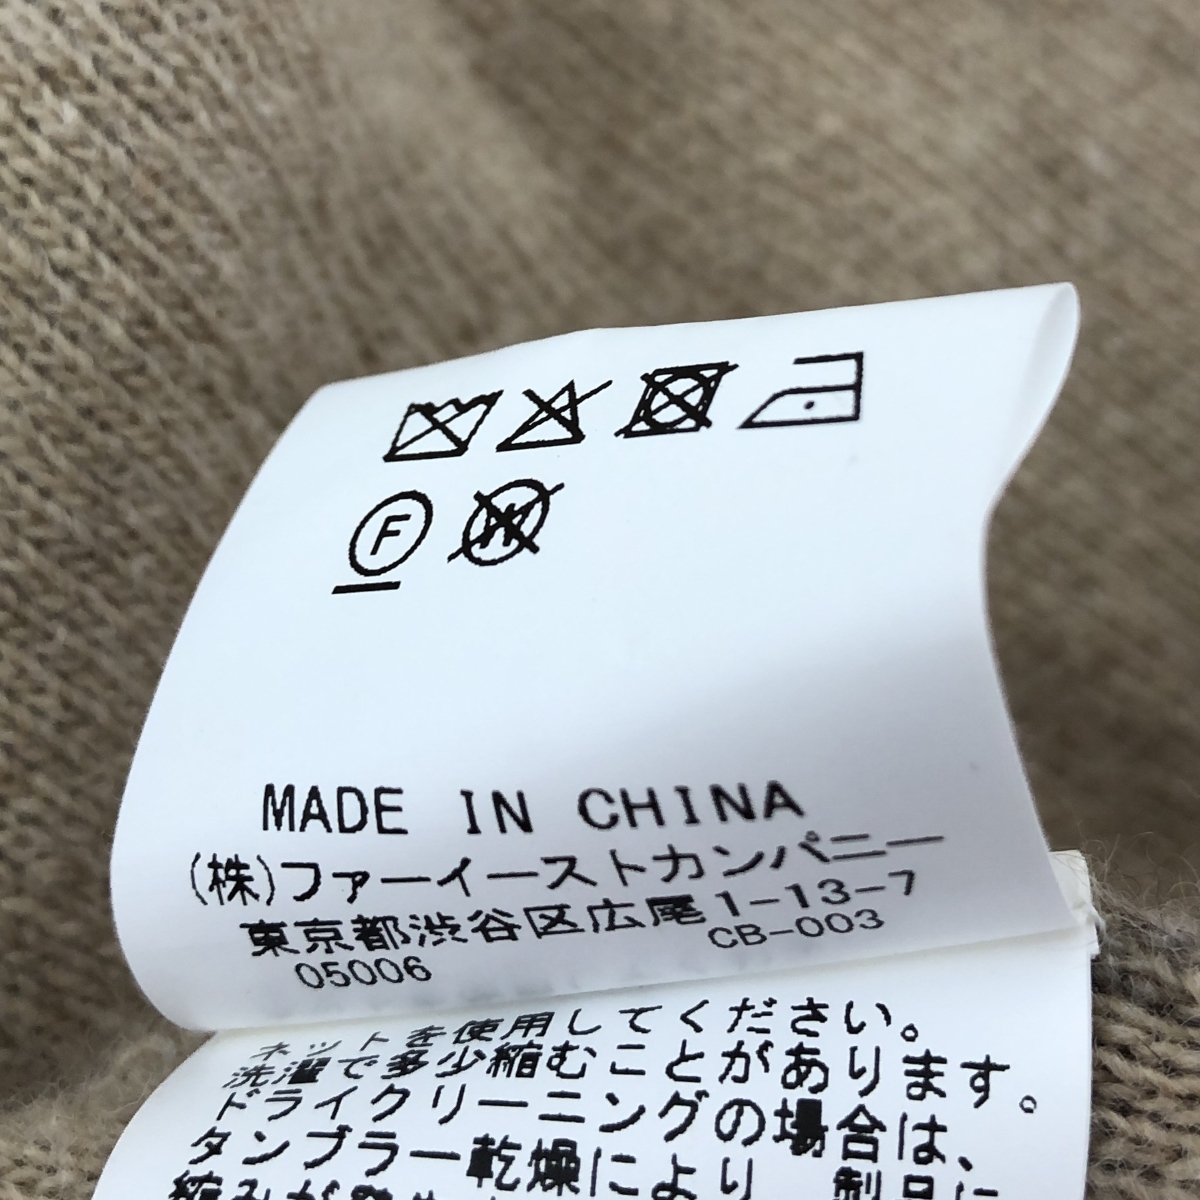 F W
MADE IN CHINA
(株)ファーイーストカンパニー
東京都渋谷区広尾1-13-7
05006 CB-003
ネットを使用してください。
洗濯で多少縮むことがあります。
ドライクリーニングの場合は、
タンブラー乾燥により 製品に
縮みが